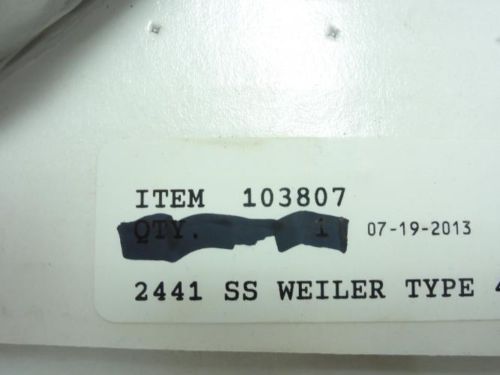 ITEM 103807
QTY. 1 07-19-2013
2441 SS WEILER TYPE